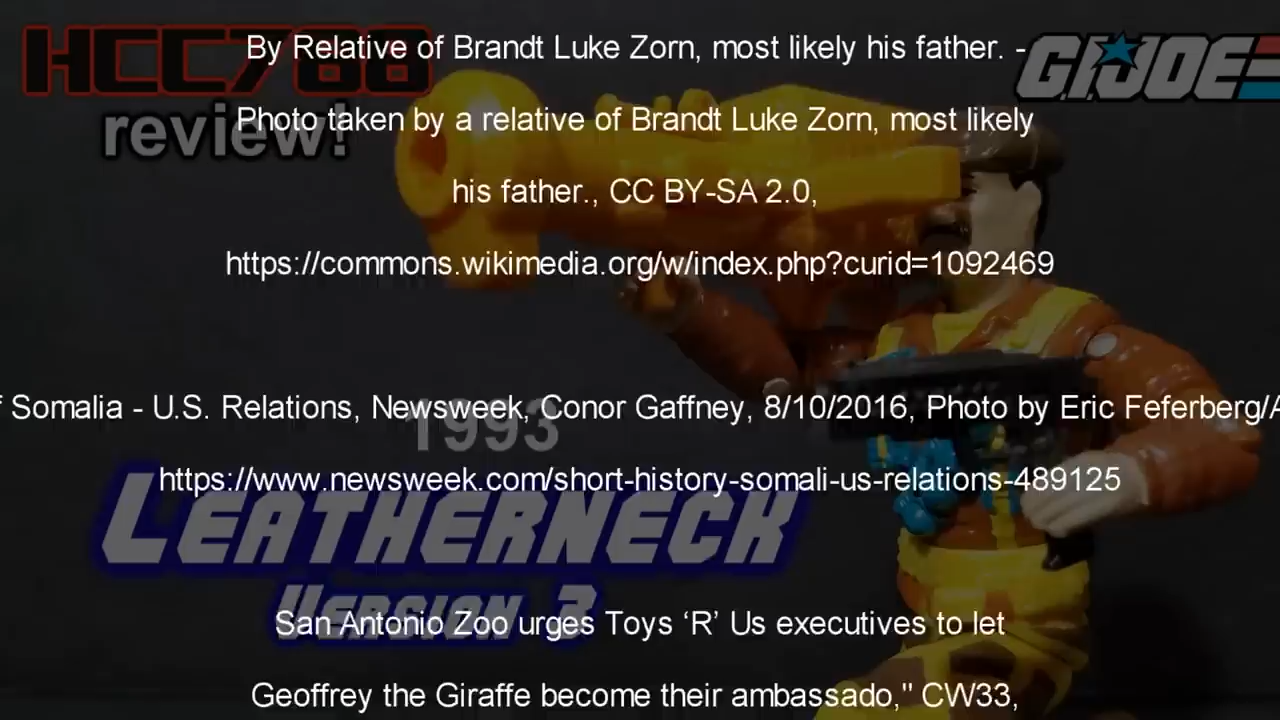 HCC788
review!
G.I.JOE
By Relative of Brandt Luke Zorn, most likely his father. -
Photo taken by a relative of Brandt Luke Zorn, most likely
his father., CC BY-SA 2.0,
https://commons.wikimedia.org/w/index.php?curid=1092469
Somalia - U.S. Relations, Newsweek, Conor Gaffney, 8/10/2016, Photo by Eric Feferberg/A
1993
https://www.newsweek.com/short-history-somali-us-relations-489125
LEATHERNECK
VERSION 3
San Antonio Zoo urges Toys ‘R’ Us executives to let
Geoffrey the Giraffe become their ambassado," CW33,